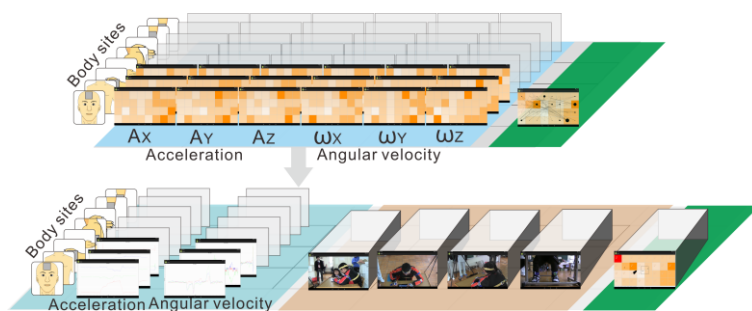 Body sites
AX AY AZ ωX ωY ωZ
Acceleration Angular velocity
Body sites
Acceleration Angular velocity